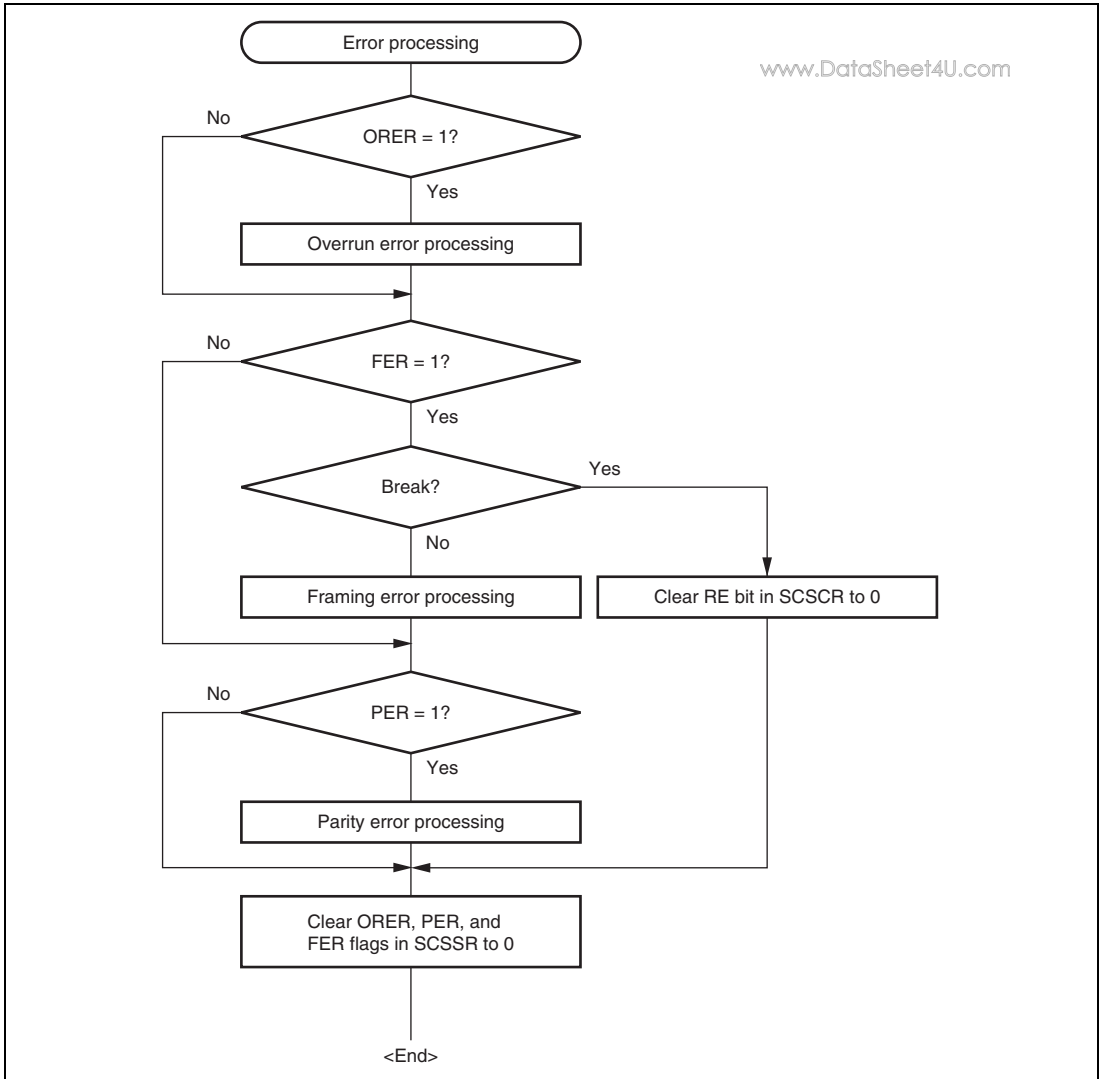 Error processing
www.DataSheet4U.com
No
ORER = 1?
Yes
Overrun error processing
No
FER = 1?
Yes
Break?
Yes
No
Framing error processing
Clear RE bit in SCSCR to 0
No
PER = 1?
Yes
Parity error processing
Clear ORER, PER, and
FER flags in SCSSR to 0
<End>